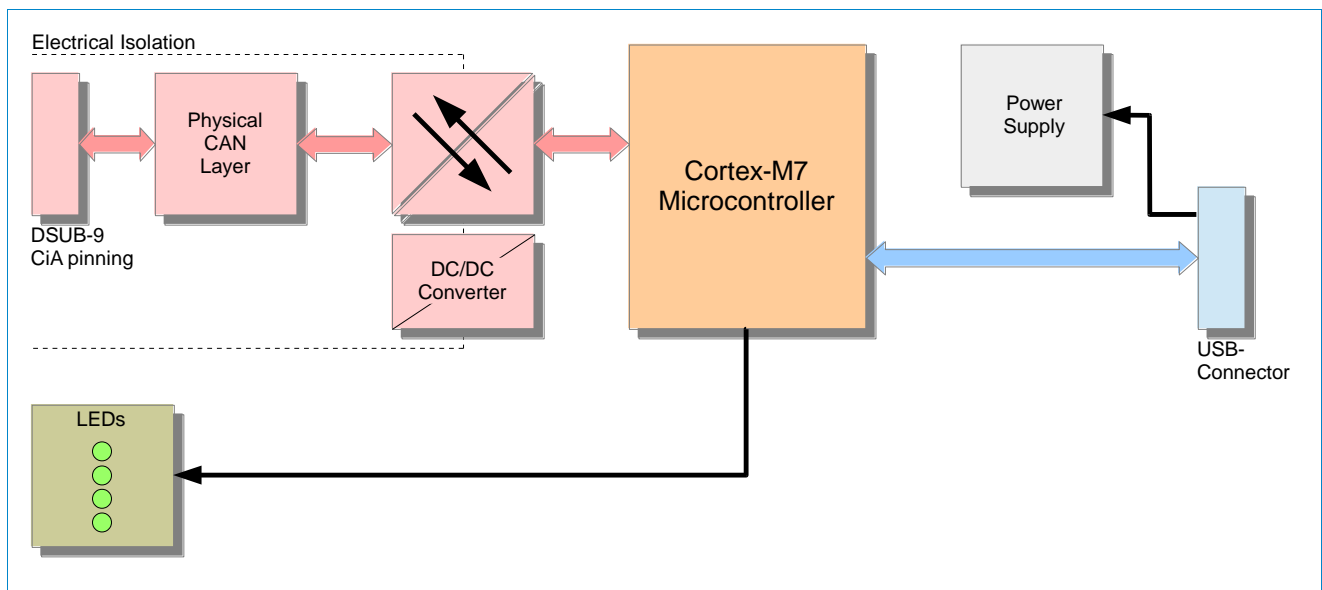 Electrical Isolation
Physical
CAN
Layer
DSUB-9
CiA pinning
DC/DC
Converter
Cortex-M7
Microcontroller
Power
Supply
USB-
Connector
LEDs